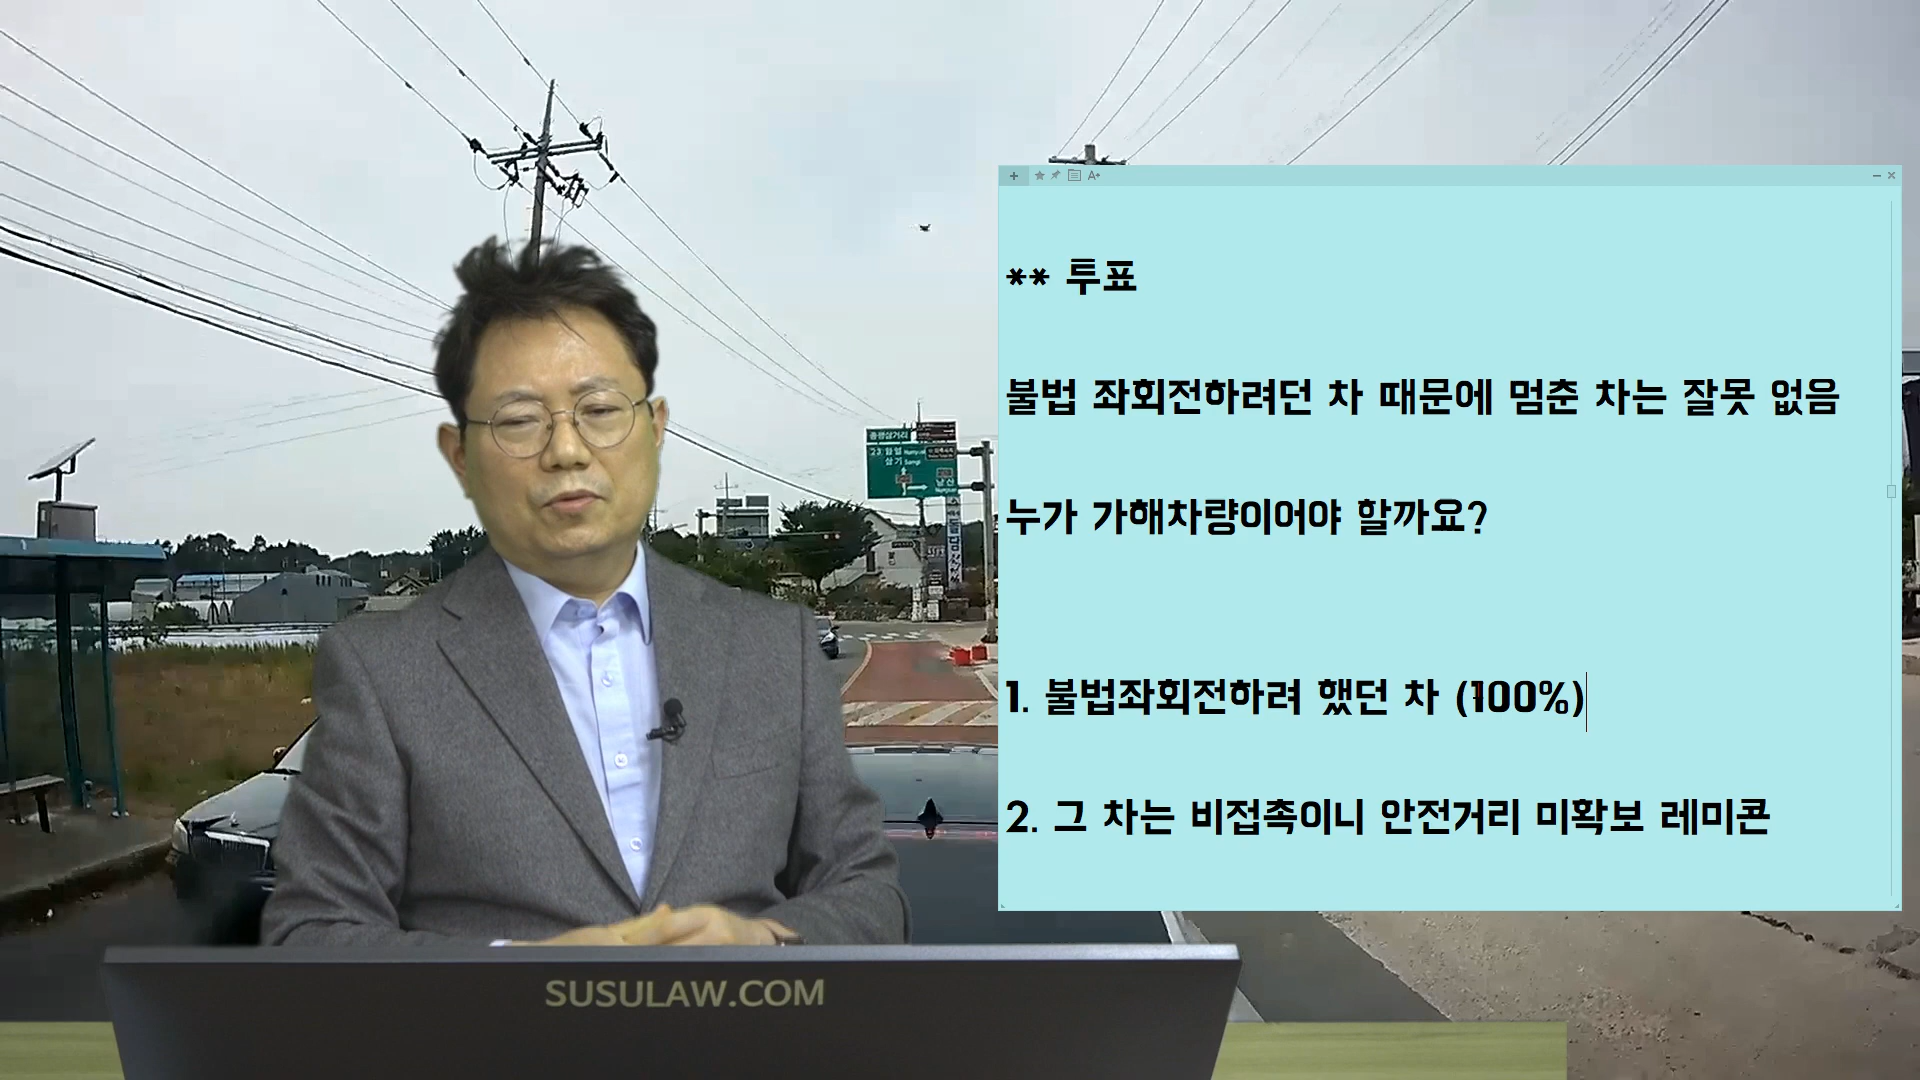 ** 투표
불법 좌회전하려던 차 때문에 멈춘 차는 잘못 없음
누가 가해차량이어야 할까요?
1. 불법좌회전하려 했던 차 (100%)
2. 그 차는 비접촉이니 안전거리 미확보 레미콘
SUSULAW.COM